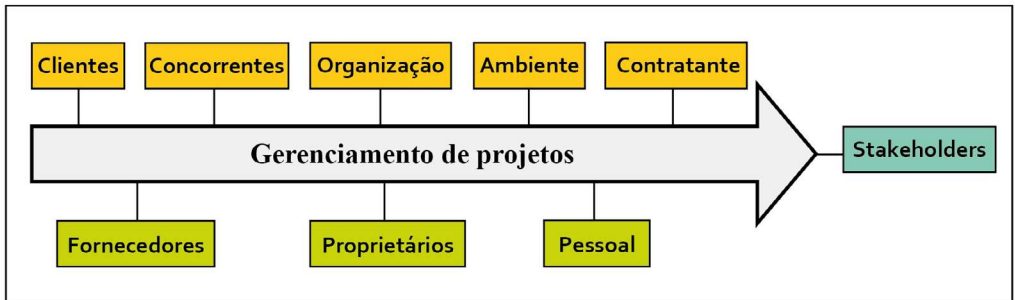 Clientes
Concorrentes
Organização
Ambiente
Contratante
Gerenciamento de projetos
Stakeholders
Fornecedores
Proprietários
Pessoal